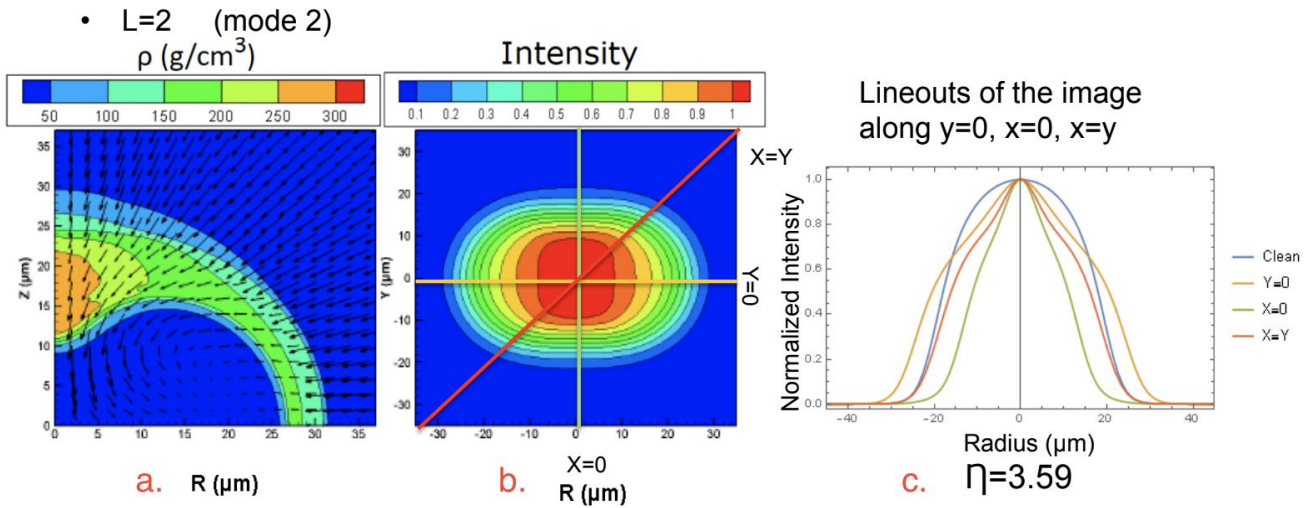 • L=2 (mode 2)
ρ (g/cm³)
50 100 150 200 250 300
35
30
25
20
15
10
5
0
Z (µm)
0 5 10 15 20 25 31 37
a. R (µm)
Intensity
0.1 0.2 0.3 0.4 0.5 0.6 0.7 0.8 0.9 1
30
20
10
0
-10
-20
-30
Y (µm)
-30 -20 -10 0 10 20 30
X=Y
Y=0
X=0
b. R (µm)
Lineouts of the image
along y=0, x=0, x=y
1.0
0.8
0.6
0.4
0.2
0.0
Normalized Intensity
-40 -20 0 20 40
Radius (µm)
Clean
Y=0
X=0
X=Y
c. Ƞ=3.59